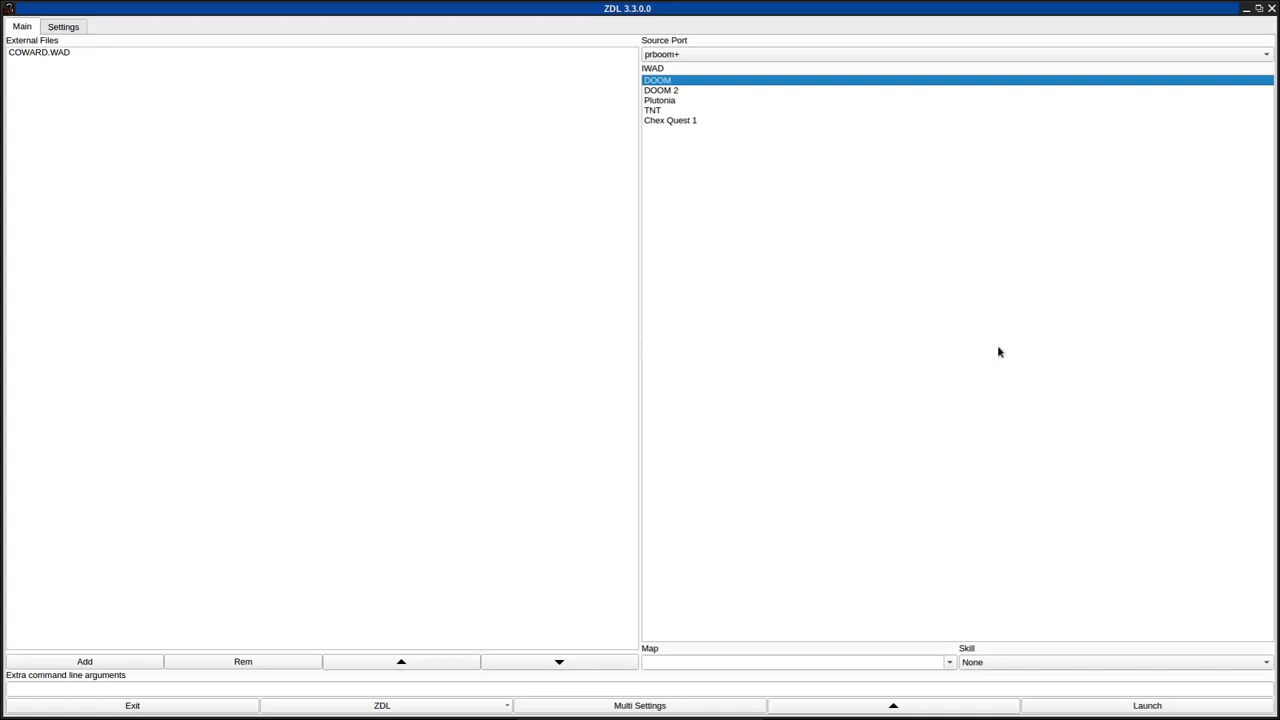 ZDL 3.3.0.0
Main
Settings
External Files
COWARD.WAD
Source Port
prboom+
IWAD
DOOM
DOOM 2
Plutonia
TNT
Chex Quest 1
Add
Rem
Map
Skill
None
Extra command line arguments
Exit
ZDL
Multi Settings
Launch